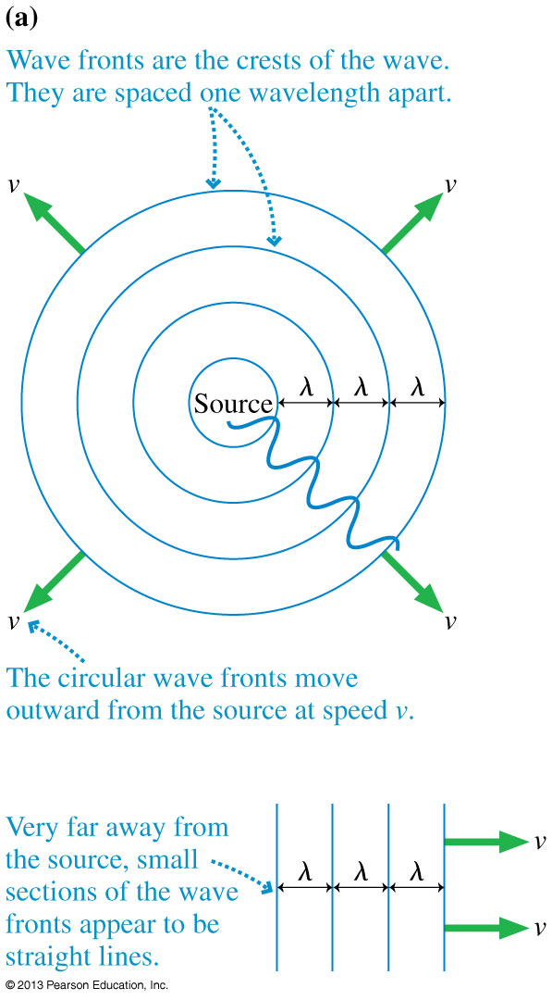 (a)
Wave fronts are the crests of the wave.
They are spaced one wavelength apart.
v
v
Source
λ
λ
λ
v
v
The circular wave fronts move
outward from the source at speed v.
Very far away from
the source, small
sections of the wave
fronts appear to be
straight lines.
λ
λ
λ
v
v
© 2013 Pearson Education, Inc.